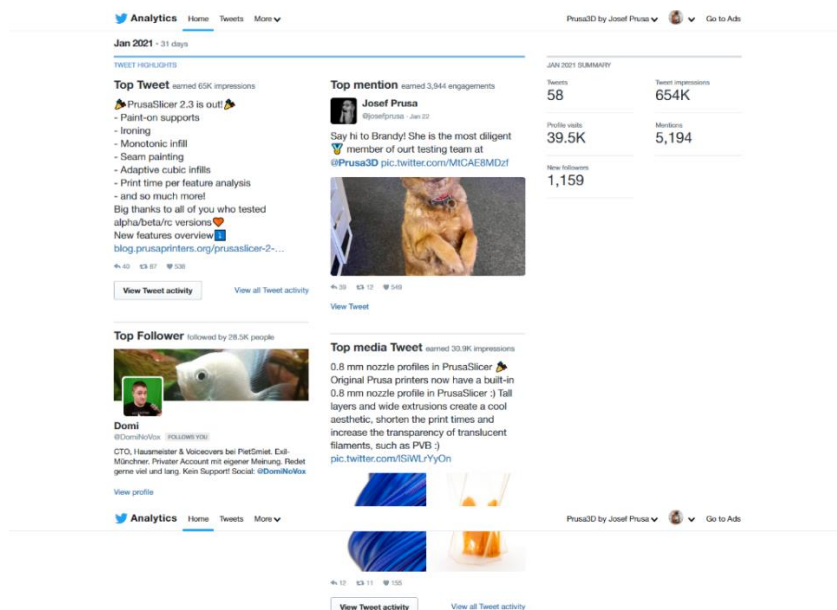 Analytics Home Tweets More
Prusa3D by Josef Prusa Go to Ads
Jan 2021 · 31 days
TWEET HIGHLIGHTS
Top Tweet earned 65K impressions
PrusaSlicer 2.3 is out!
- Paint-on supports
- Ironing
- Monotonic infill
- Seam painting
- Adaptive cubic infills
- Print time per feature analysis
- and so much more!
Big thanks to all of you who tested
alpha/beta/rc versions
New features overview
blog.prusaprinters.org/prusaslicer-2-...
40 87 538
View Tweet activity View all Tweet activity
Top Follower followed by 28.5K people
Domi
@DomiNoVox FOLLOWS YOU
CTO, Hausmeister & Voiceovers bei PietSmiet. Exil-
Münchner. Privater Account mit eigener Meinung. Redet
gerne viel und lang. Kein Support! Social: @DomiNoVox
View profile
Top mention earned 3,944 engagements
Josef Prusa
@josefprusa · Jan 22
Say hi to Brandy! She is the most diligent
member of ourt testing team at
@Prusa3D pic.twitter.com/MtCAE8MDzf
39 12 549
View Tweet
Top media Tweet earned 30.9K impressions
0.8 mm nozzle profiles in PrusaSlicer
Original Prusa printers now have a built-in
0.8 mm nozzle profile in PrusaSlicer :) Tall
layers and wide extrusions create a cool
aesthetic, shorten the print times and
increase the transparency of translucent
filaments, such as PVB :)
pic.twitter.com/ISiWLrYyOn
JAN 2021 SUMMARY
Tweets
58
Tweet impressions
654K
Profile visits
39.5K
Mentions
5,194
New followers
1,159
Analytics Home Tweets More
Prusa3D by Josef Prusa Go to Ads
12 11 155
View Tweet activity View all Tweet activity